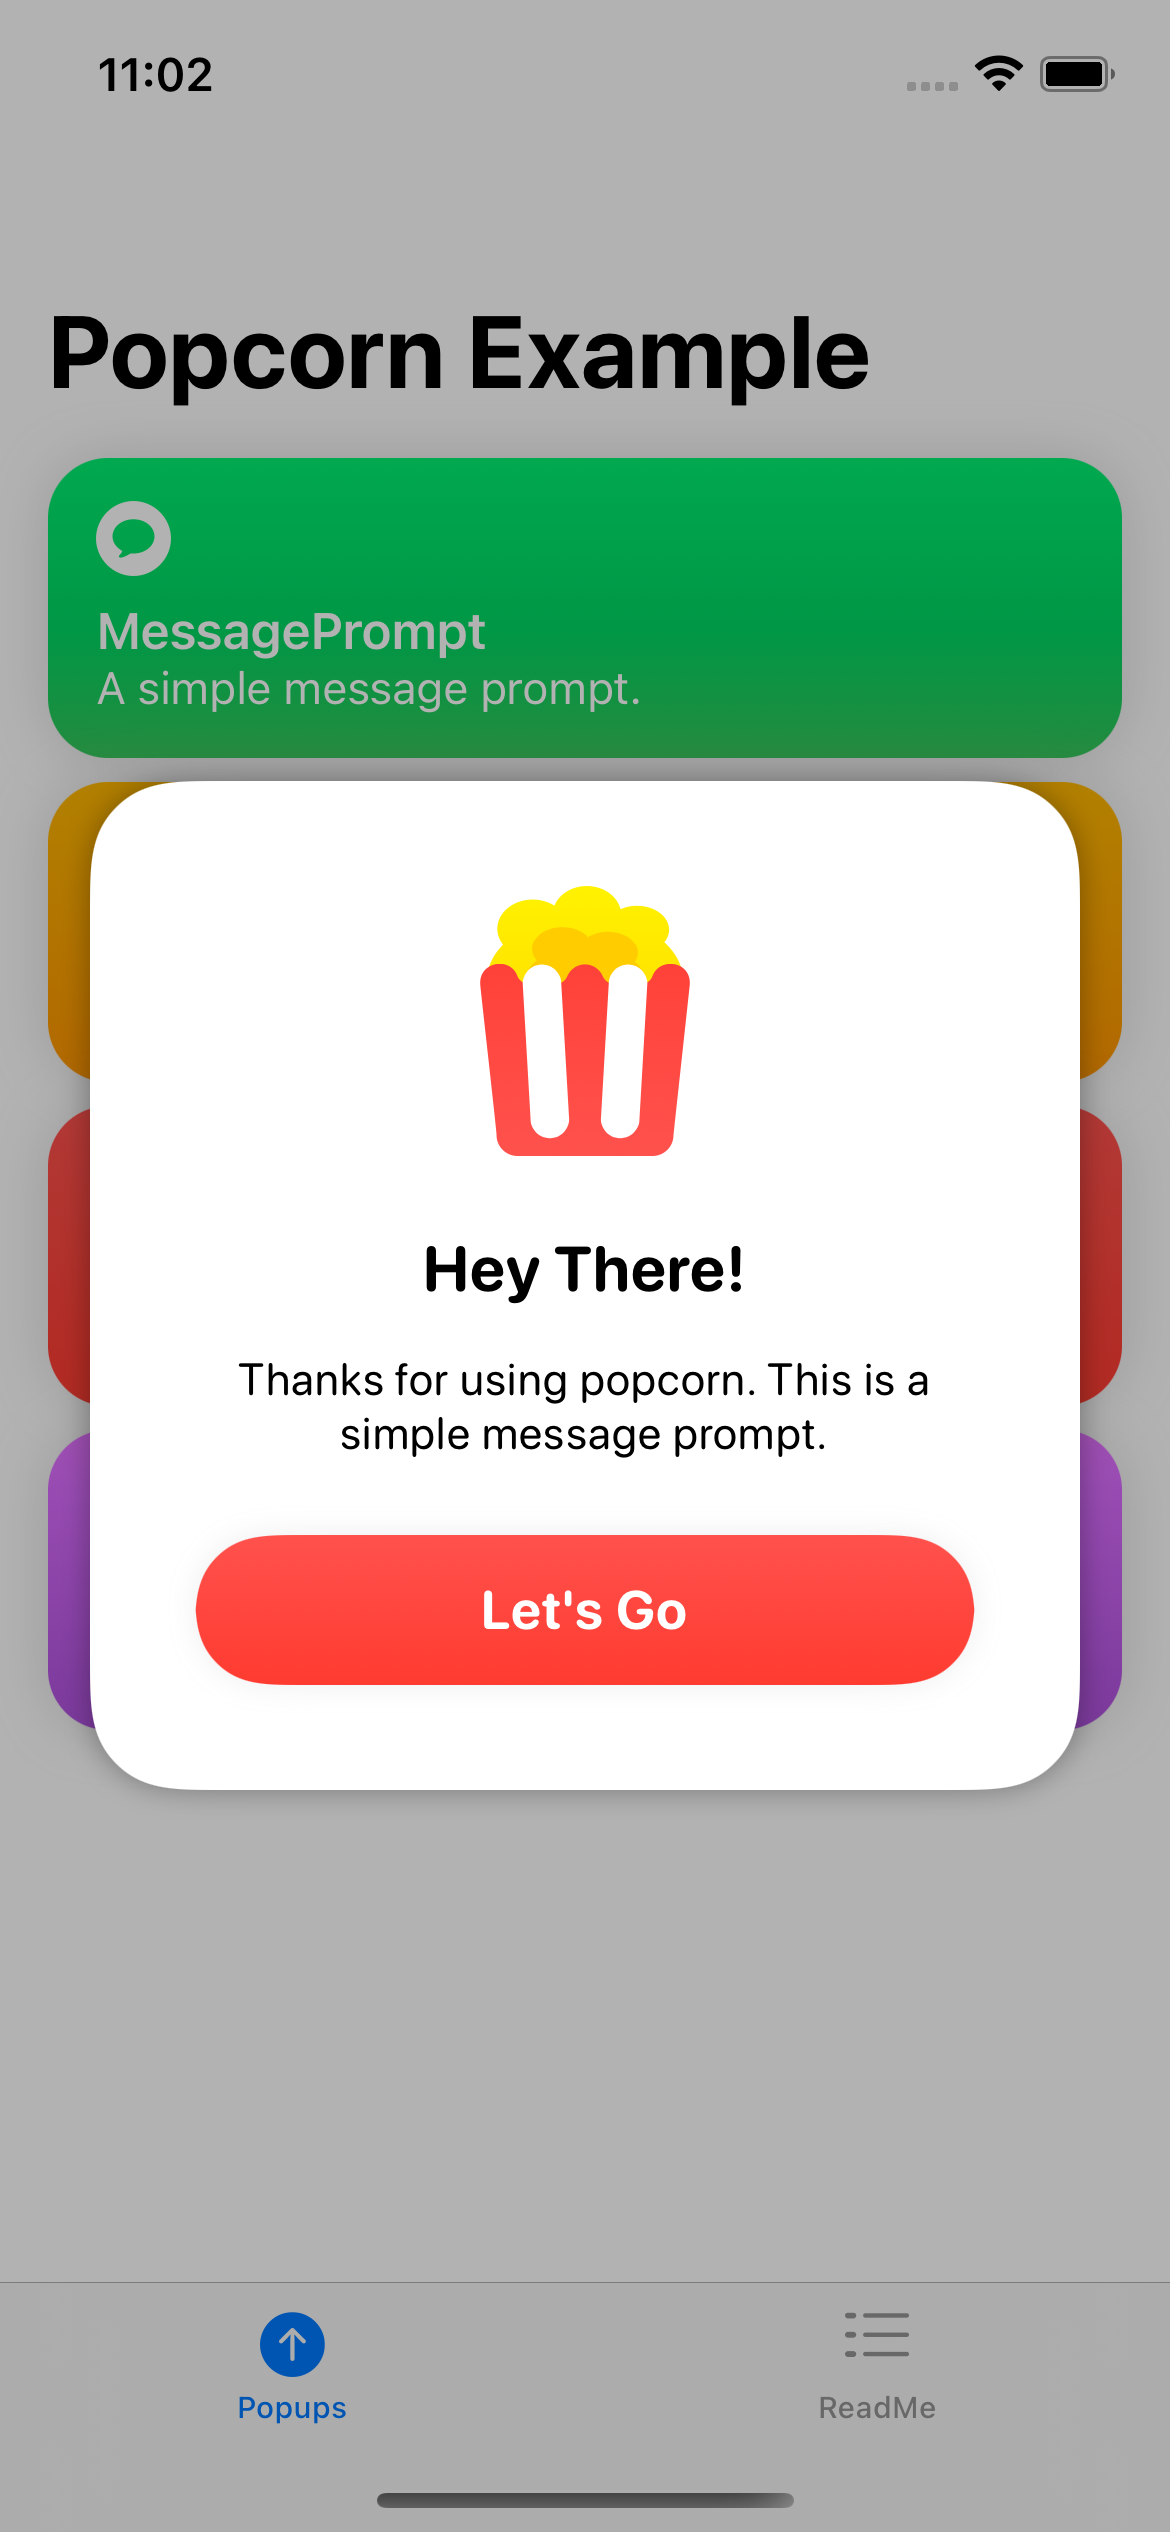 11:02
Popcorn Example
MessagePrompt
A simple message prompt.
Hey There!
Thanks for using popcorn. This is a
simple message prompt.
Let's Go
Popups
ReadMe